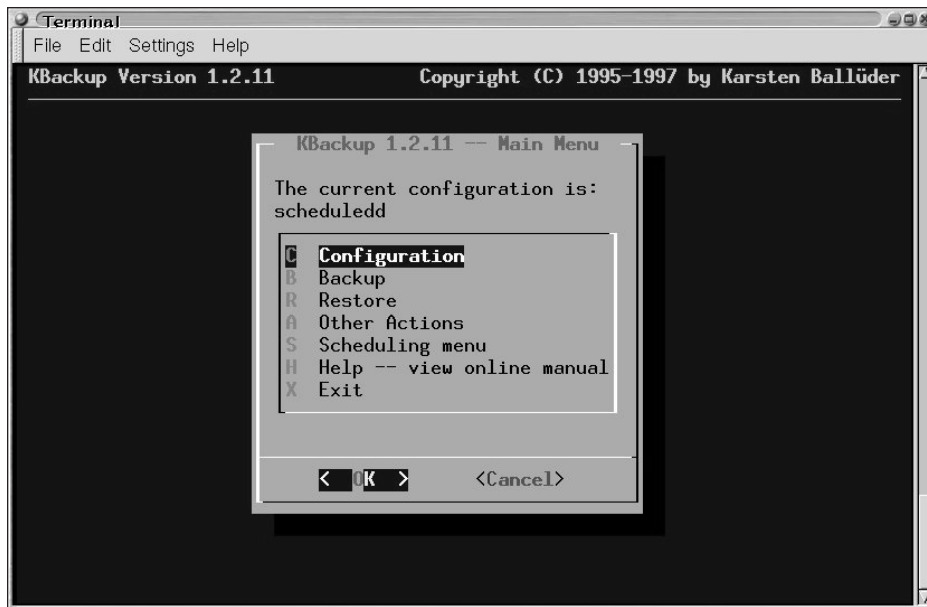 Terminal
File Edit Settings Help
KBackup Version 1.2.11 Copyright (C) 1995-1997 by Karsten Ballüder
KBackup 1.2.11 -- Main Menu
The current configuration is:
scheduledd
C Configuration
B Backup
R Restore
A Other Actions
S Scheduling menu
H Help -- view online manual
X Exit
< OK > <Cancel>